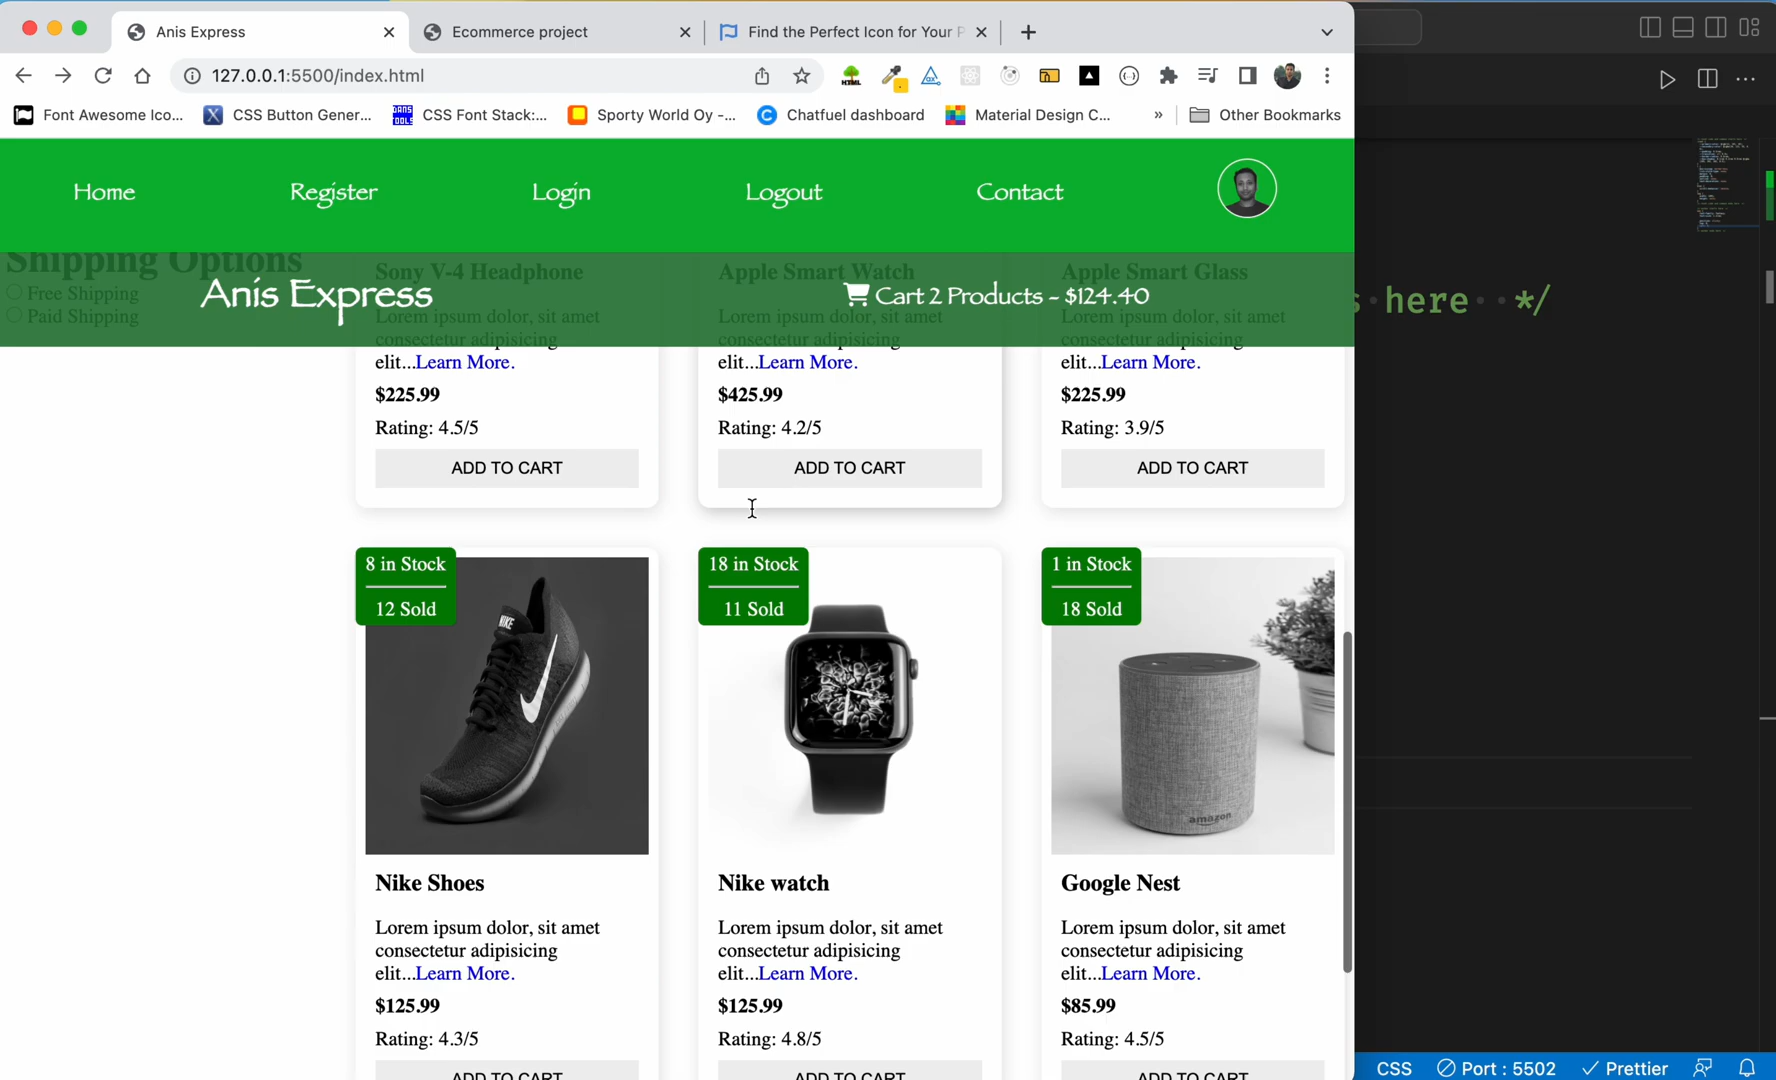 Anis Express
Ecommerce project
Find the Perfect Icon for Your P
127.0.0.1:5500/index.html
Font Awesome Ico...
CSS Button Gener...
CSS Font Stack:...
Sporty World Oy -...
Chatfuel dashboard
Material Design C...
»
Other Bookmarks
Home
Register
Login
Logout
Contact
Shipping Options
Free Shipping
Paid Shipping
Anis Express
Cart 2 Products - $124.40
s here */
Sony V-4 Headphone
Lorem ipsum dolor, sit amet
consectetur adipisicing
elit...Learn More.
$225.99
Rating: 4.5/5
ADD TO CART
Apple Smart Watch
Lorem ipsum dolor, sit amet
consectetur adipisicing
elit...Learn More.
$425.99
Rating: 4.2/5
ADD TO CART
Apple Smart Glass
Lorem ipsum dolor, sit amet
consectetur adipisicing
elit...Learn More.
$225.99
Rating: 3.9/5
ADD TO CART
8 in Stock
12 Sold
NIKE
Nike Shoes
Lorem ipsum dolor, sit amet
consectetur adipisicing
elit...Learn More.
$125.99
Rating: 4.3/5
ADD TO CART
18 in Stock
11 Sold
Nike watch
Lorem ipsum dolor, sit amet
consectetur adipisicing
elit...Learn More.
$125.99
Rating: 4.8/5
ADD TO CART
1 in Stock
18 Sold
amazon
Google Nest
Lorem ipsum dolor, sit amet
consectetur adipisicing
elit...Learn More.
$85.99
Rating: 4.5/5
ADD TO CART
CSS
Port : 5502
Prettier